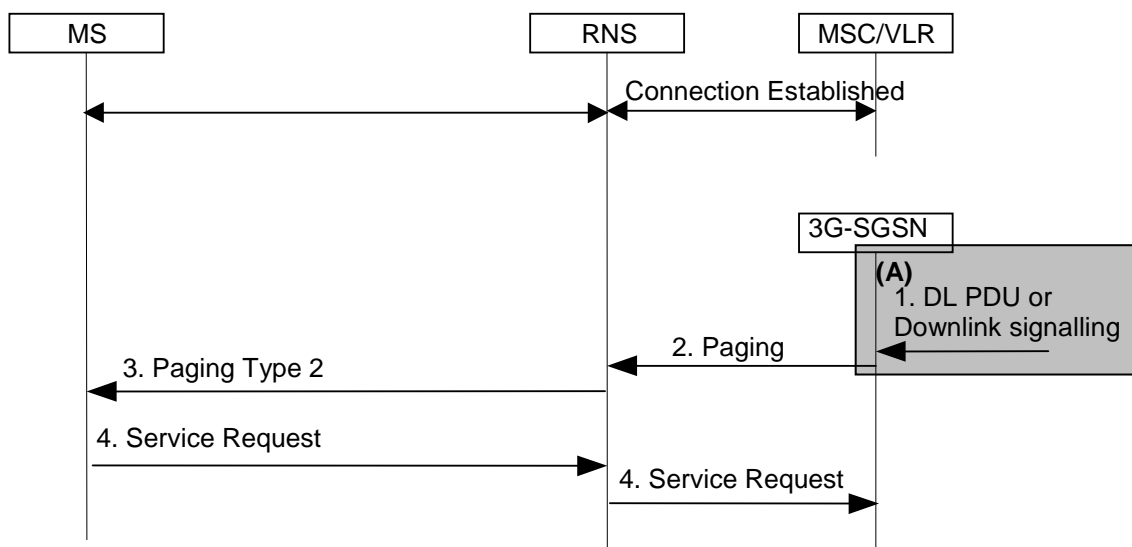 MS
RNS
MSC/VLR
Connection Established
3G-SGSN
(A)
1. DL PDU or
Downlink signalling
2. Paging
3. Paging Type 2
4. Service Request
4. Service Request